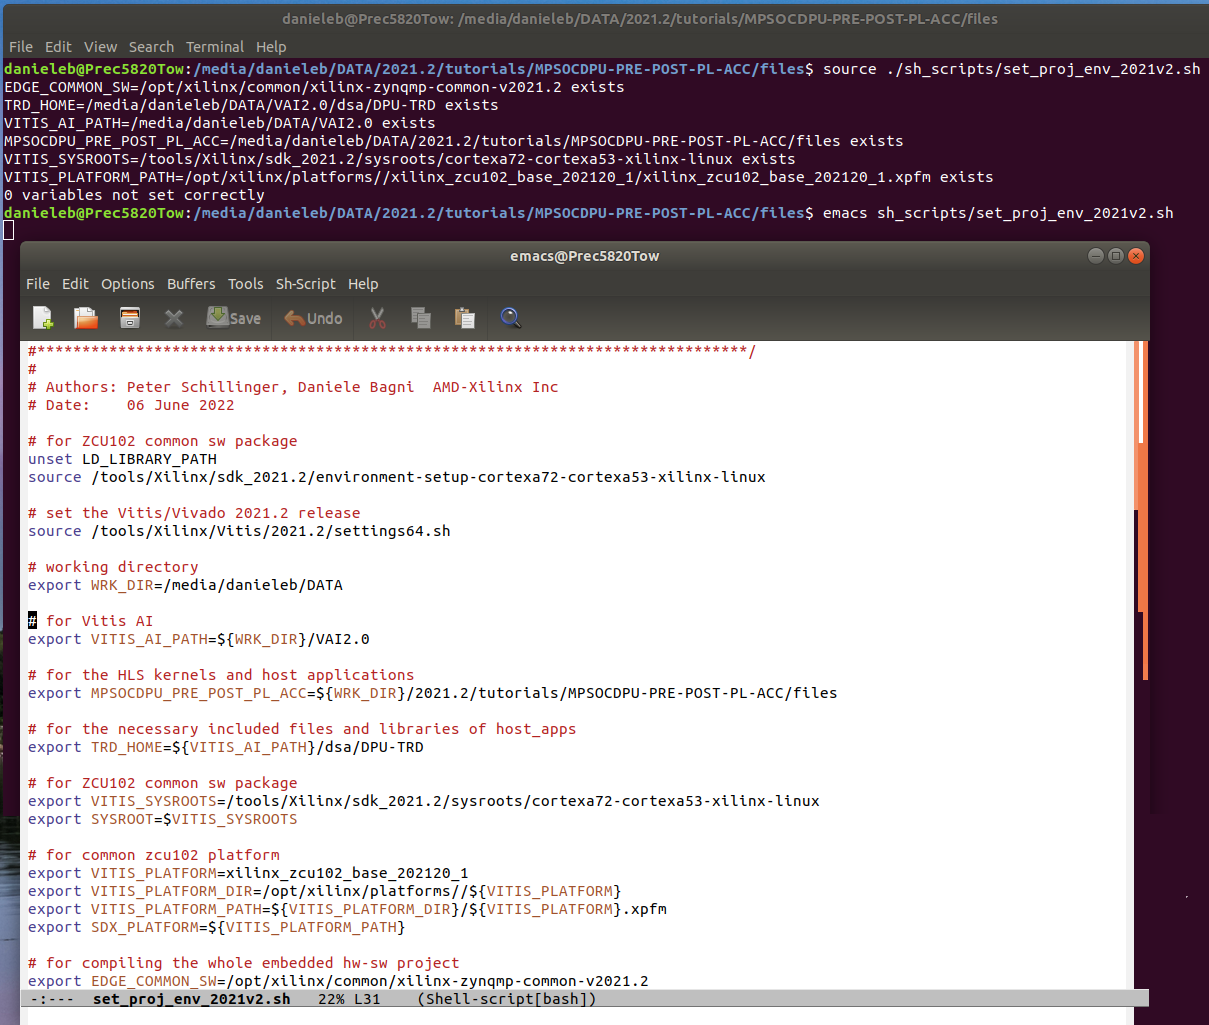 danieleb@Prec5820Tow: /media/danieleb/DATA/2021.2/tutorials/MPSOCDPU-PRE-POST-PL-ACC/files
File Edit View Search Terminal Help
danieleb@Prec5820Tow:/media/danieleb/DATA/2021.2/tutorials/MPSOCDPU-PRE-POST-PL-ACC/files$ source ./sh_scripts/set_proj_env_2021v2.sh
EDGE_COMMON_SW=/opt/xilinx/common/xilinx-zynqmp-common-v2021.2 exists
TRD_HOME=/media/danieleb/DATA/VAI2.0/dsa/DPU-TRD exists
VITIS_AI_PATH=/media/danieleb/DATA/VAI2.0 exists
MPSOCDPU_PRE_POST_PL_ACC=/media/danieleb/DATA/2021.2/tutorials/MPSOCDPU-PRE-POST-PL-ACC/files exists
VITIS_SYSROOTS=/tools/Xilinx/sdk_2021.2/sysroots/cortexa72-cortexa53-xilinx-linux exists
VITIS_PLATFORM_PATH=/opt/xilinx/platforms//xilinx_zcu102_base_202120_1/xilinx_zcu102_base_202120_1.xpfm exists
0 variables not set correctly
danieleb@Prec5820Tow:/media/danieleb/DATA/2021.2/tutorials/MPSOCDPU-PRE-POST-PL-ACC/files$ emacs sh_scripts/set_proj_env_2021v2.sh
emacs@Prec5820Tow
File Edit Options Buffers Tools Sh-Script Help
Save Undo
#*******************************************************************************/
#
# Authors: Peter Schillinger, Daniele Bagni  AMD-Xilinx Inc
# Date:    06 June 2022
# for ZCU102 common sw package
unset LD_LIBRARY_PATH
source /tools/Xilinx/sdk_2021.2/environment-setup-cortexa72-cortexa53-xilinx-linux
# set the Vitis/Vivado 2021.2 release
source /tools/Xilinx/Vitis/2021.2/settings64.sh
# working directory
export WRK_DIR=/media/danieleb/DATA
# for Vitis AI
export VITIS_AI_PATH=${WRK_DIR}/VAI2.0
# for the HLS kernels and host applications
export MPSOCDPU_PRE_POST_PL_ACC=${WRK_DIR}/2021.2/tutorials/MPSOCDPU-PRE-POST-PL-ACC/files
# for the necessary included files and libraries of host_apps
export TRD_HOME=${VITIS_AI_PATH}/dsa/DPU-TRD
# for ZCU102 common sw package
export VITIS_SYSROOTS=/tools/Xilinx/sdk_2021.2/sysroots/cortexa72-cortexa53-xilinx-linux
export SYSROOT=$VITIS_SYSROOTS
# for common zcu102 platform
export VITIS_PLATFORM=xilinx_zcu102_base_202120_1
export VITIS_PLATFORM_DIR=/opt/xilinx/platforms//${VITIS_PLATFORM}
export VITIS_PLATFORM_PATH=${VITIS_PLATFORM_DIR}/${VITIS_PLATFORM}.xpfm
export SDX_PLATFORM=${VITIS_PLATFORM_PATH}
# for compiling the whole embedded hw-sw project
export EDGE_COMMON_SW=/opt/xilinx/common/xilinx-zynqmp-common-v2021.2
-:---  set_proj_env_2021v2.sh   22% L31    (Shell-script[bash])